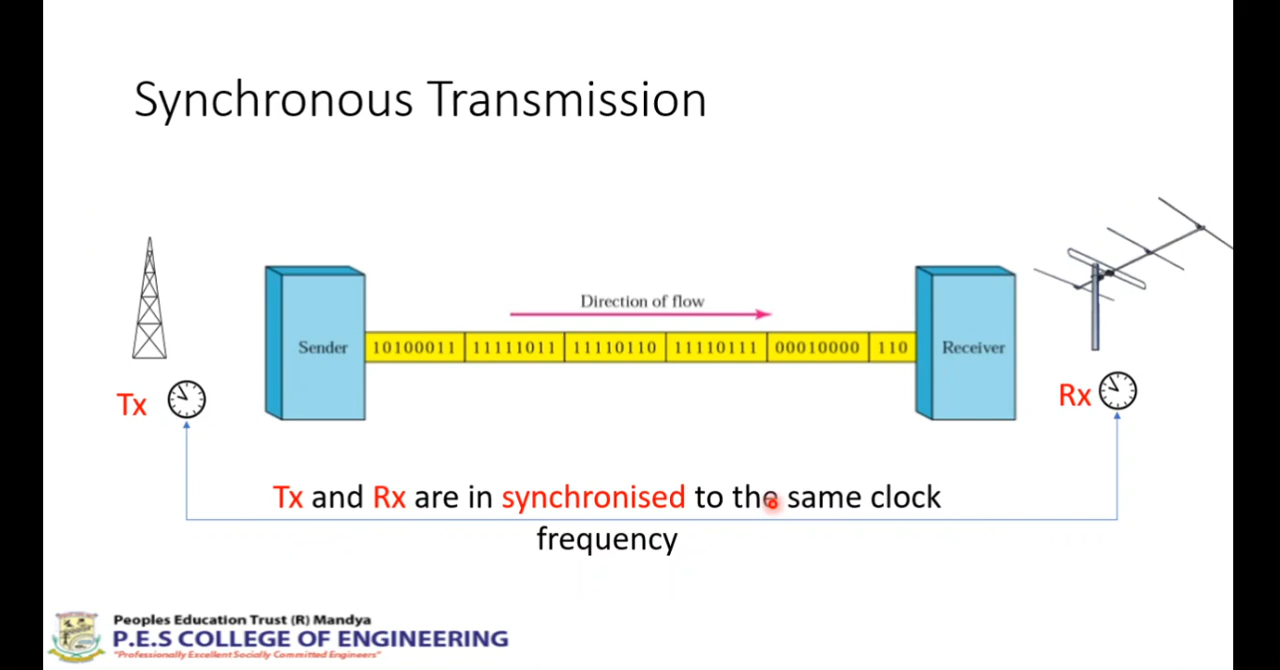 Synchronous Transmission
Direction of flow
Sender
10100011 11111011 11110110 11110111 00010000 110
Receiver
Tx
Rx
Tx and Rx are in synchronised to the same clock
frequency
Peoples Education Trust (R) Mandya
P.E.S COLLEGE OF ENGINEERING
"Professionally Excellent Socially Committed Engineers"